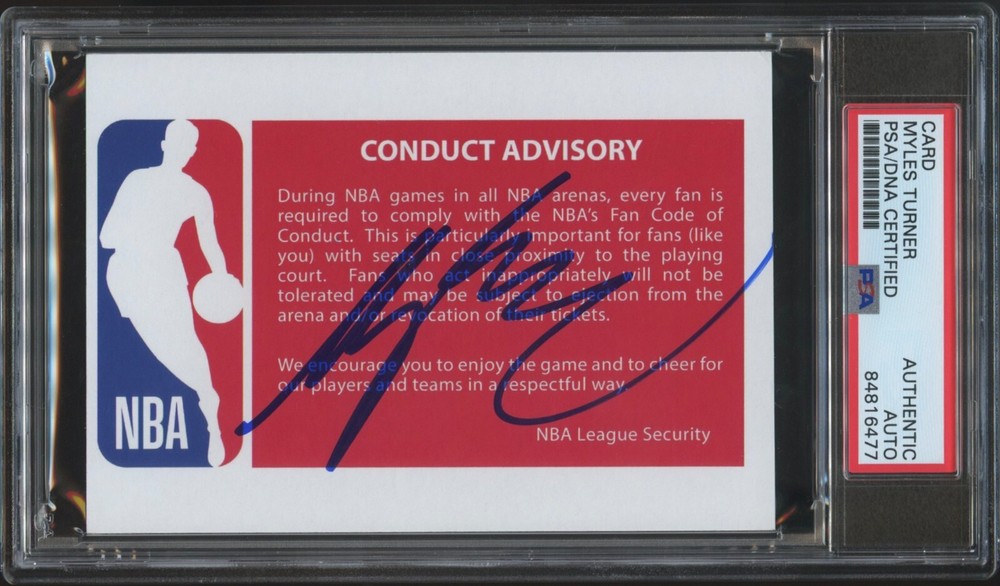 CONDUCT ADVISORY
During NBA games in all NBA arenas, every fan is
required to comply with the NBA's Fan Code of
Conduct. This is particularly important for fans (like
you) with seats in close proximity to the playing
court. Fans who act inappropriately will not be
tolerated and may be subject to ejection from the
arena and/or revocation of their tickets.
We encourage you to enjoy the game and to cheer for
our players and teams in a respectful way.
NBA League Security
NBA
CARD
MYLES TURNER
PSA/DNA CERTIFIED
PSA
AUTHENTIC
AUTO
84816477